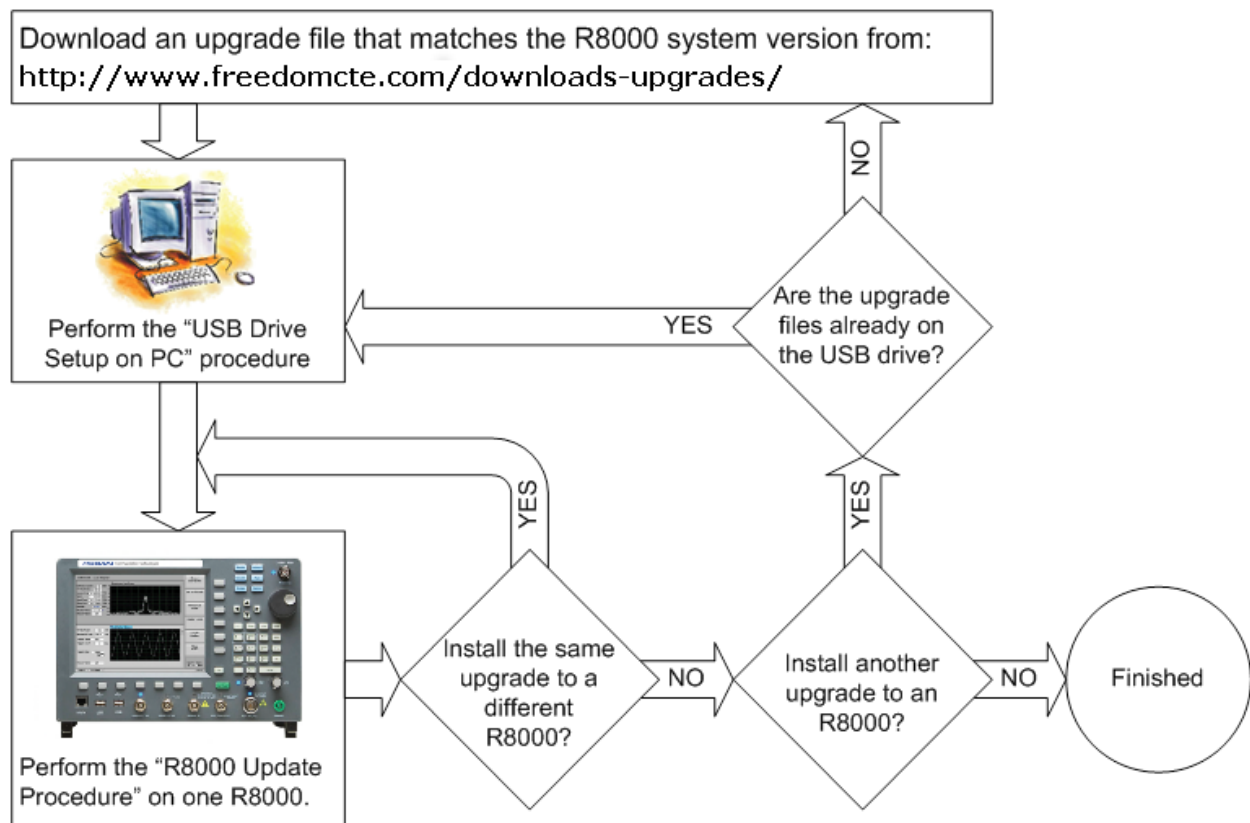 Download an upgrade file that matches the R8000 system version from:
http://www.freedomcte.com/downloads-upgrades/
NO
Perform the “USB Drive
Setup on PC” procedure
YES
Are the upgrade
files already on
the USB drive?
YES
YES
Install the same
upgrade to a
different
R8000?
NO
Install another
upgrade to an
R8000?
NO
Finished
Perform the “R8000 Update
Procedure” on one R8000.